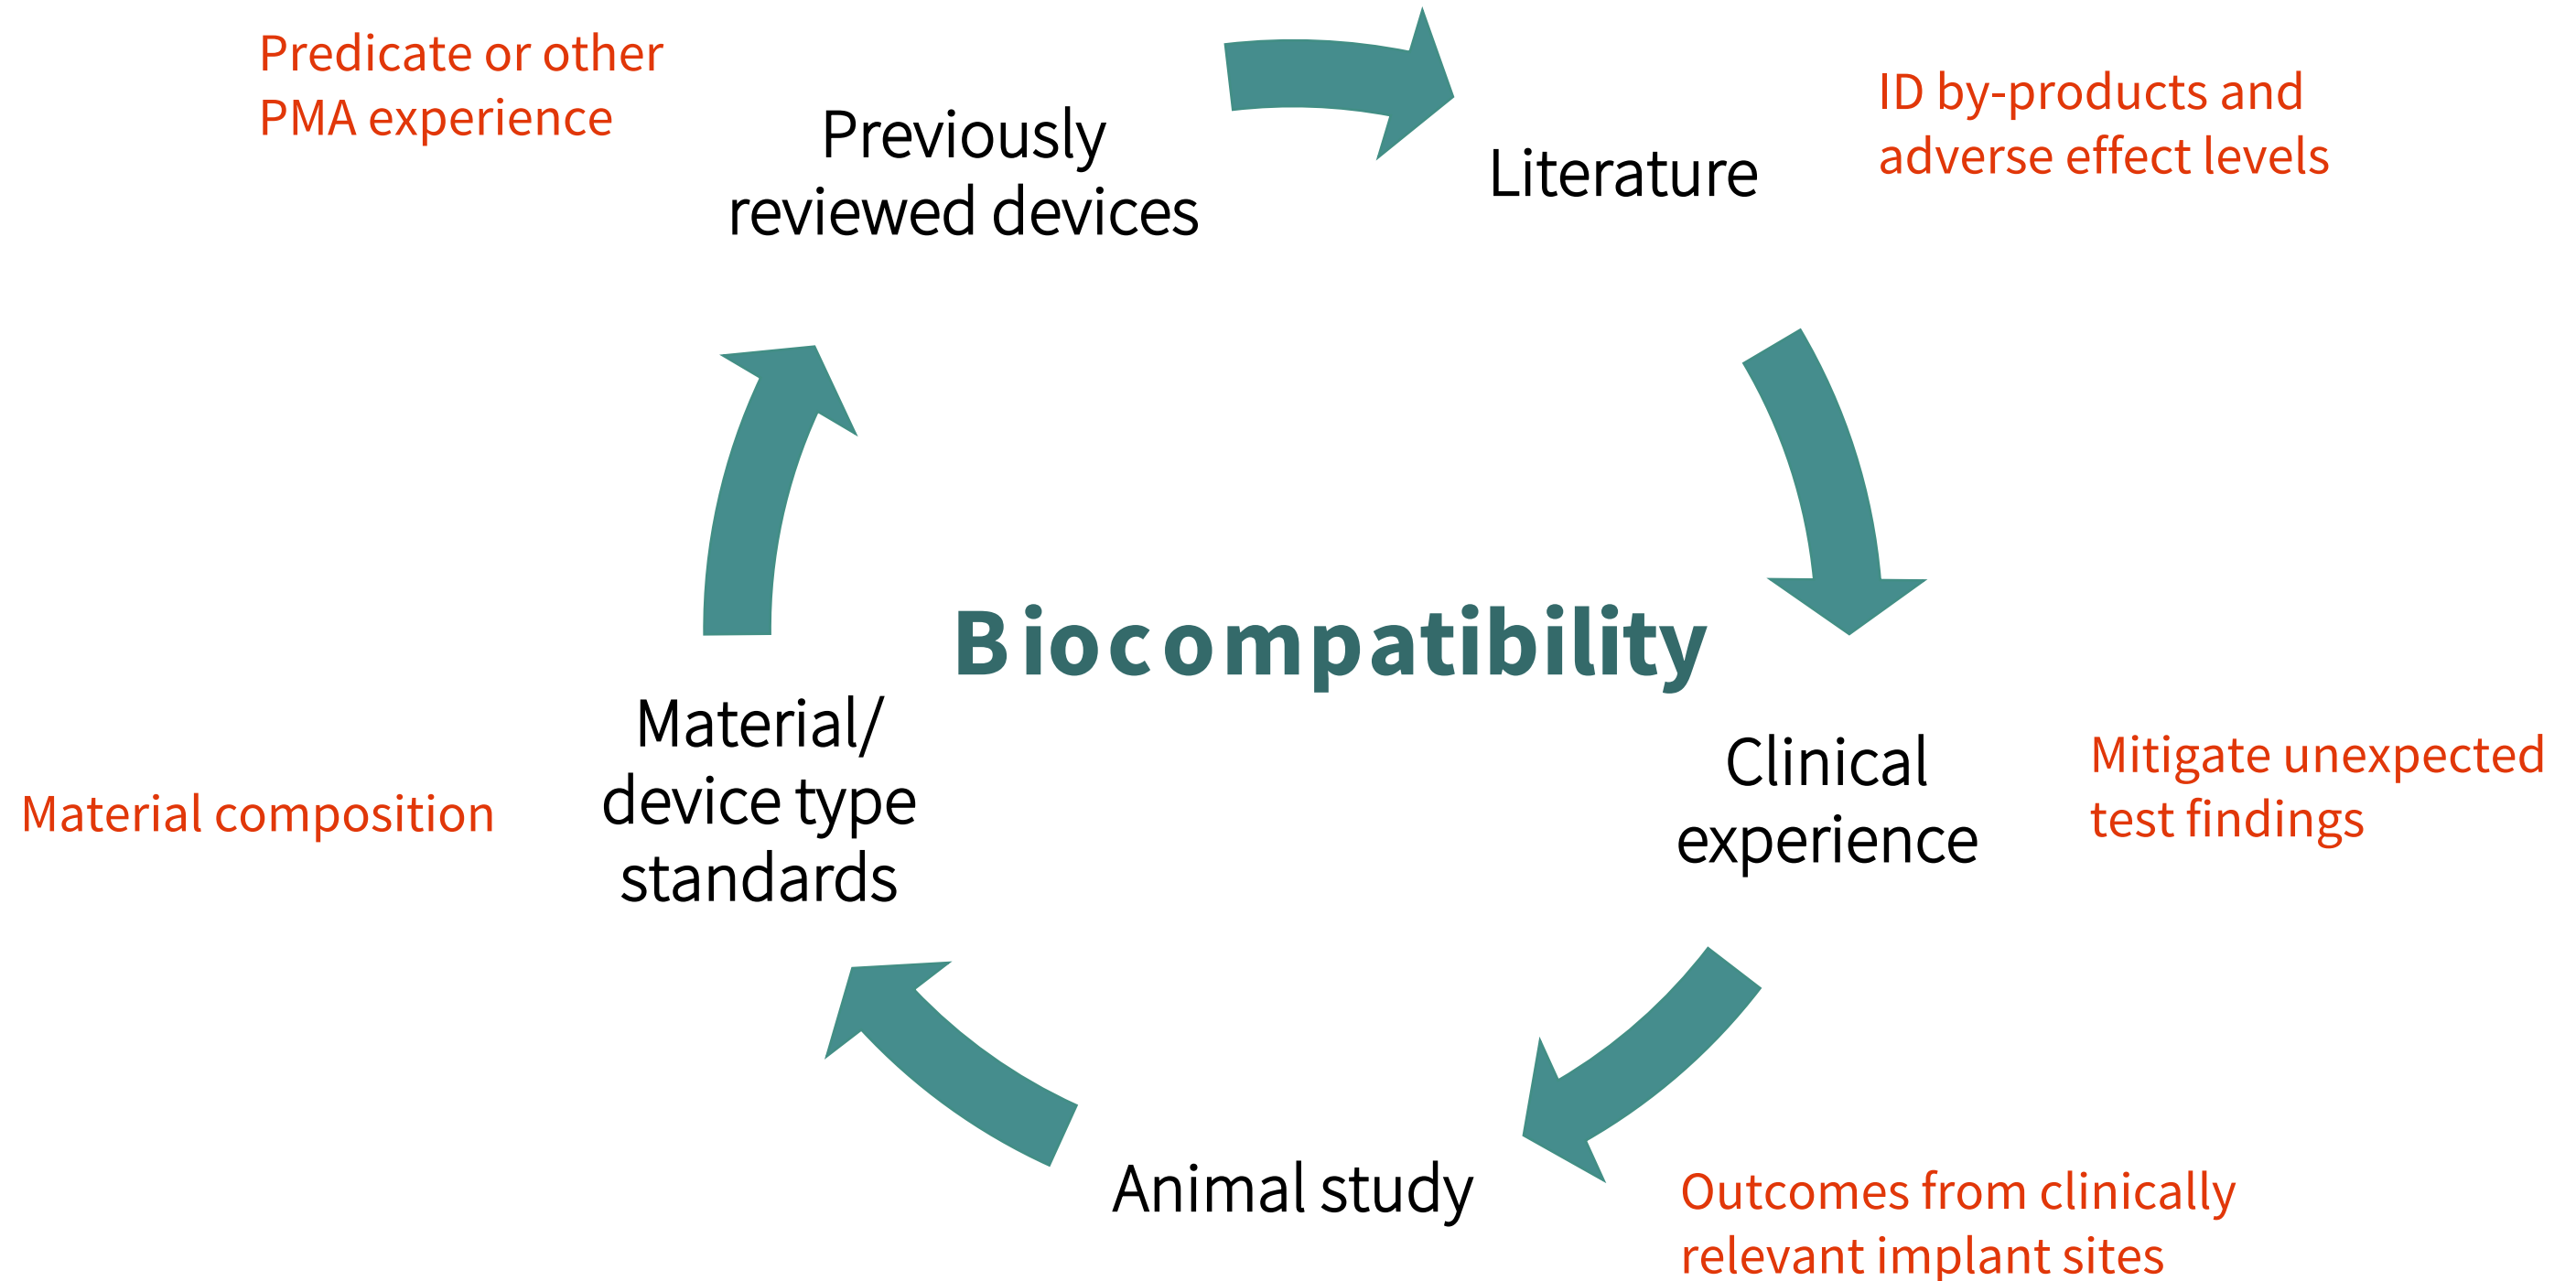 Predicate or other
PMA experience
Previously
reviewed devices
Literature
ID by-products and
adverse effect levels
Biocompatibility
Material/
device type
standards
Material composition
Clinical
experience
Mitigate unexpected
test findings
Animal study
Outcomes from clinically
relevant implant sites